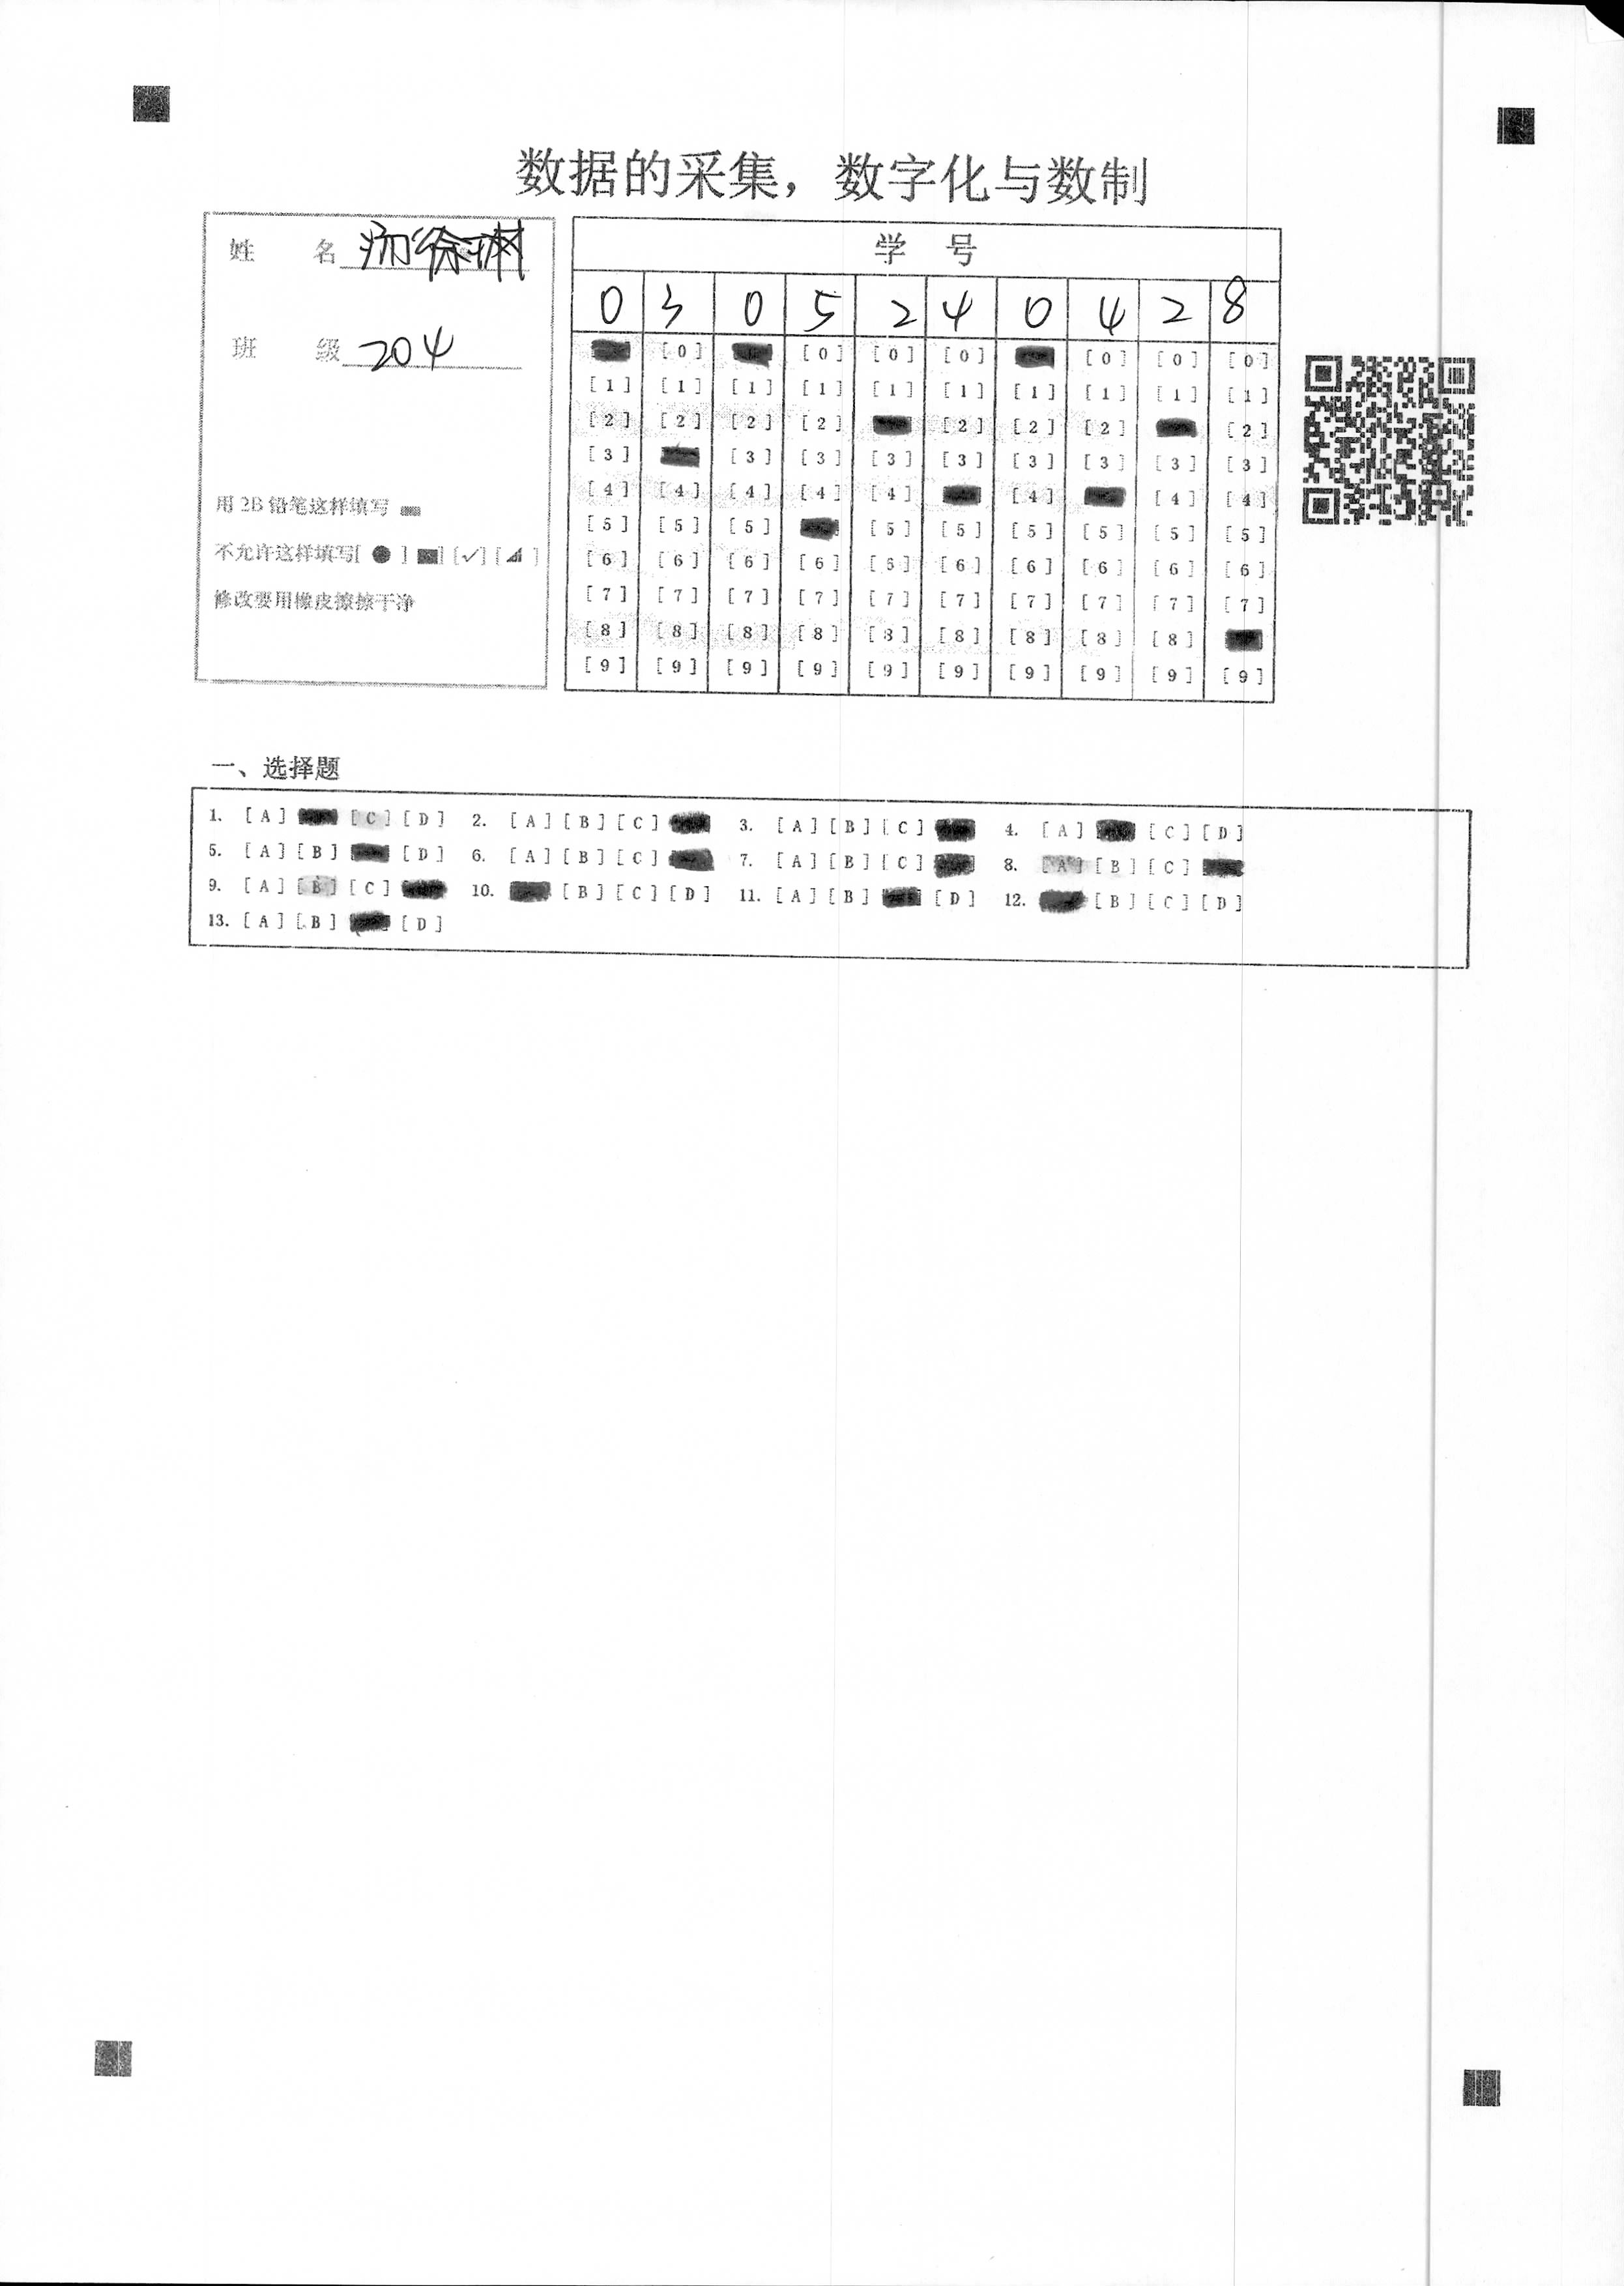 数据的采集，数字化与数制
姓 名
班 级 204
用 2B 铅笔这样填写
不允许这样填写[ ● ] [✓] [ ]
修改要用橡皮擦擦干净
学 号
0 3 0 5 2 4 0 4 2 8
[0] [0] [0] [0] [0] [0] [0]
[1] [1] [1] [1] [1] [1] [1] [1] [1] [1]
[2] [2] [2] [2] [2] [2] [2] [2]
[3] [3] [3] [3] [3] [3] [3] [3] [3]
[4] [4] [4] [4] [4] [4] [4] [4]
[5] [5] [5] [5] [5] [5] [5] [5] [5]
[6] [6] [6] [6] [6] [6] [6] [6] [6] [6]
[7] [7] [7] [7] [7] [7] [7] [7] [7] [7]
[8] [8] [8] [8] [8] [8] [8] [8] [8]
[9] [9] [9] [9] [9] [9] [9] [9] [9] [9]
一、选择题
1. [A] [C] [D] 2. [A] [B] [C] 3. [A] [B] [C] 4. [A] [C] [D]
5. [A] [B] [D] 6. [A] [B] [C] 7. [A] [B] [C] 8. [A] [B] [C]
9. [A] [B] [C] 10. [B] [C] [D] 11. [A] [B] [D] 12. [B] [C] [D]
13. [A] [B] [D]